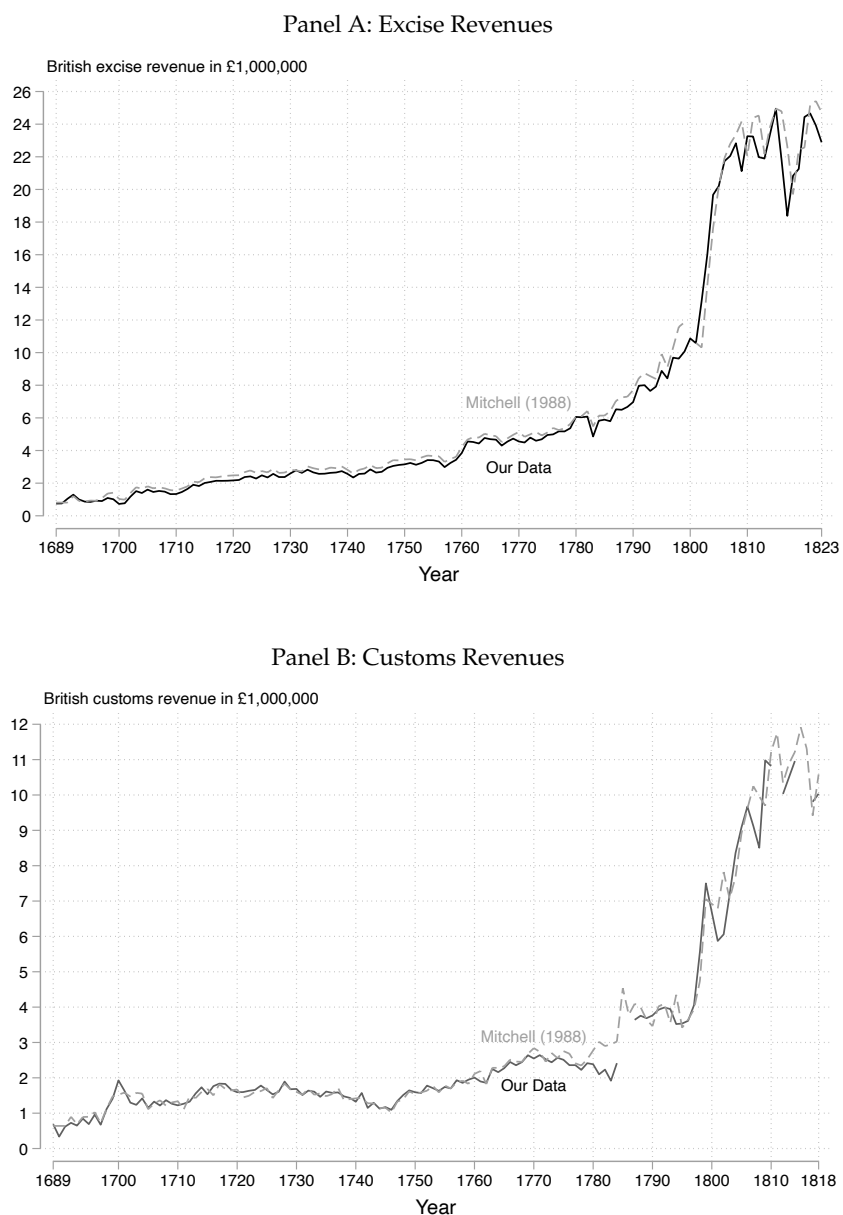 Panel A: Excise Revenues
British excise revenue in £1,000,000
26
24
22
20
18
16
14
12
10
8
6
4
2
0
Mitchell (1988)
Our Data
1689 1700 1710 1720 1730 1740 1750 1760 1770 1780 1790 1800 1810 1823
Year
Panel B: Customs Revenues
British customs revenue in £1,000,000
12
11
10
9
8
7
6
5
4
3
2
1
0
Mitchell (1988)
Our Data
1689 1700 1710 1720 1730 1740 1750 1760 1770 1780 1790 1800 1810 1818
Year